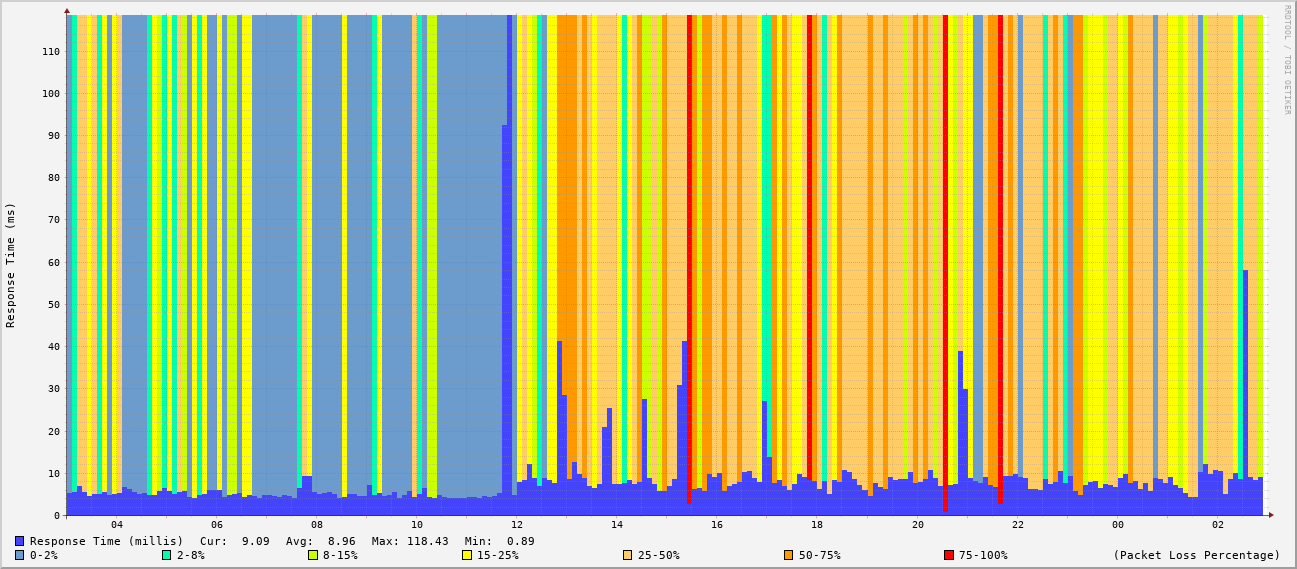 RRDTOOL / TOBI OETIKER
Response Time (ms)
110
100
90
80
70
60
50
40
30
20
10
0
04 06 08 10 12 14 16 18 20 22 00 02
Response Time (millis) Cur: 9.09 Avg: 8.96 Max: 118.43 Min: 0.89
0-2% 2-8% 8-15% 15-25% 25-50% 50-75% 75-100% (Packet Loss Percentage)